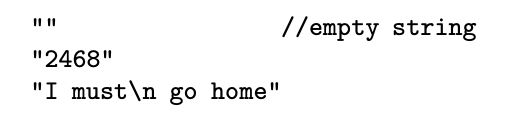 "" //empty string
"2468"
"I must\n go home"